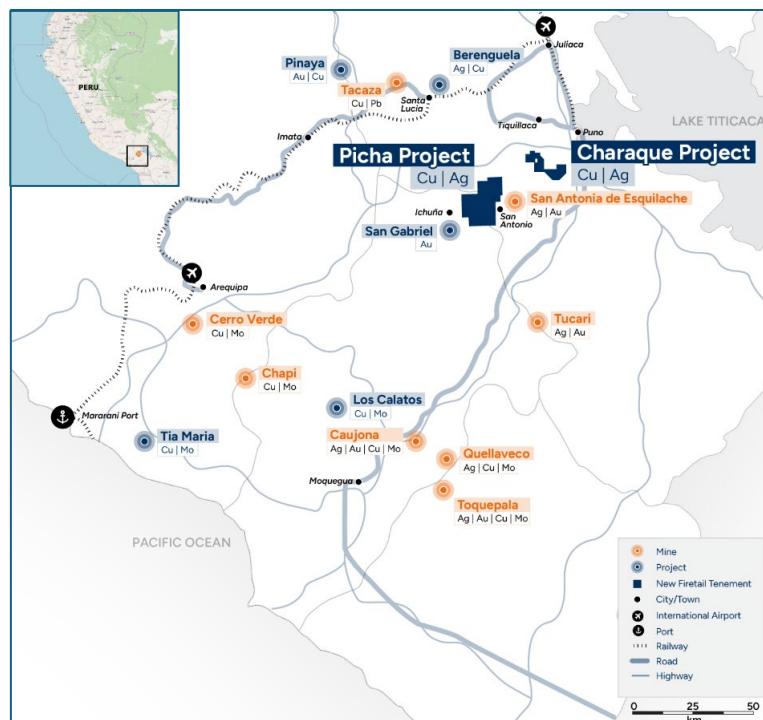 PERU
Juliaca
Pinaya
Au | Cu
Berenguela
Ag | Cu
Tacaza
Cu | Pb
Santa
Lucia
Imata
Tiquillaca
Puno
LAKE TITICACA
Picha Project
Cu | Ag
Charaque Project
Cu | Ag
San Antonia de Esquilache
Ag | Au
Ichuña
San
Antonio
San Gabriel
Au
Arequipa
Cerro Verde
Cu | Mo
Tucari
Ag | Au
Chapi
Cu | Mo
Los Calatos
Cu | Mo
Mararani Port
Tia Maria
Cu | Mo
Caujona
Ag | Au | Cu | Mo
Quellaveco
Ag | Cu | Mo
Moquegua
Toquepala
Ag | Au | Cu | Mo
PACIFIC OCEAN
Mine
Project
New Firetail Tenement
City/Town
International Airport
Port
Railway
Road
Highway
0 25 50
km